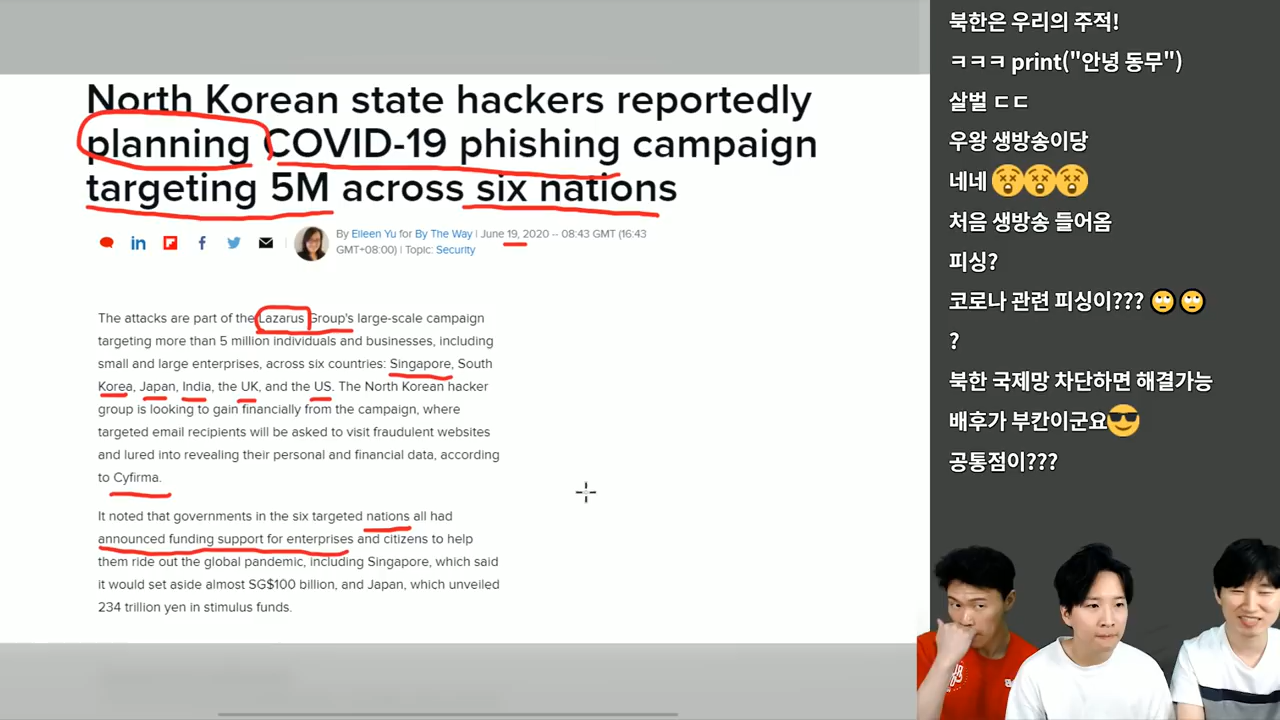 North Korean state hackers reportedly
planning COVID-19 phishing campaign
targeting 5M across six nations
By Eileen Yu for By The Way | June 19, 2020 -- 08:43 GMT (16:43
GMT+08:00) | Topic: Security
The attacks are part of the Lazarus Group's large-scale campaign
targeting more than 5 million individuals and businesses, including
small and large enterprises, across six countries: Singapore, South
Korea, Japan, India, the UK, and the US. The North Korean hacker
group is looking to gain financially from the campaign, where
targeted email recipients will be asked to visit fraudulent websites
and lured into revealing their personal and financial data, according
to Cyfirma.
It noted that governments in the six targeted nations all had
announced funding support for enterprises and citizens to help
them ride out the global pandemic, including Singapore, which said
it would set aside almost SG$100 billion, and Japan, which unveiled
234 trillion yen in stimulus funds.
북한은 우리의 주적!
ㅋㅋㅋ print("안녕 동무")
살벌 ㄷㄷ
우왕 생방송이당
네네 😲😲😲
처음 생방송 들어옴
피싱?
코로나 관련 피싱이??? 🙄 🙄
?
북한 국제망 차단하면 해결가능
배후가 부칸이군요😎
공통점이???